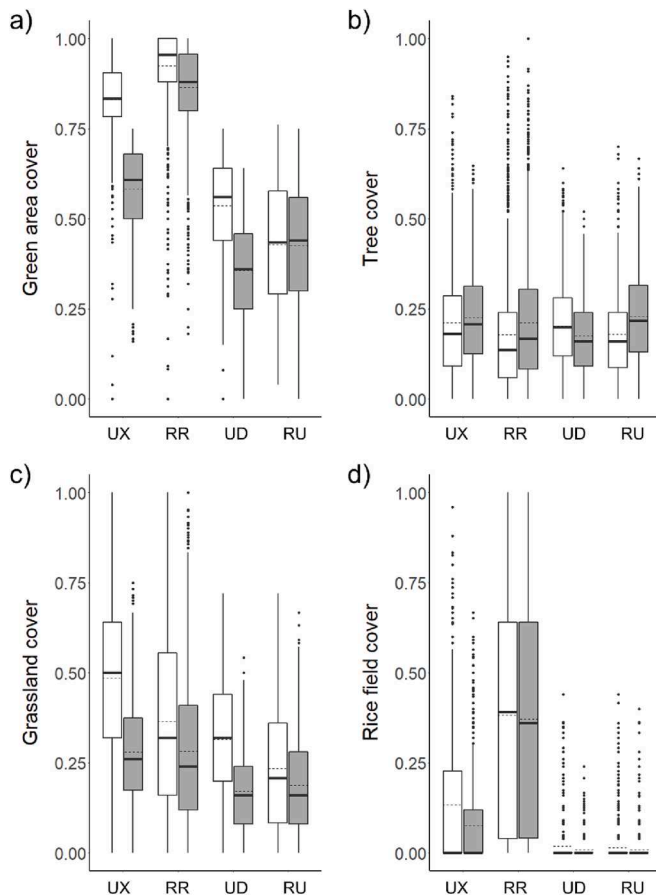 a)
Green area cover
1.00
0.75
0.50
0.25
0.00
UX RR UD RU
b)
Tree cover
1.00
0.75
0.50
0.25
0.00
UX RR UD RU
c)
Grassland cover
1.00
0.75
0.50
0.25
0.00
UX RR UD RU
d)
Rice field cover
1.00
0.75
0.50
0.25
0.00
UX RR UD RU